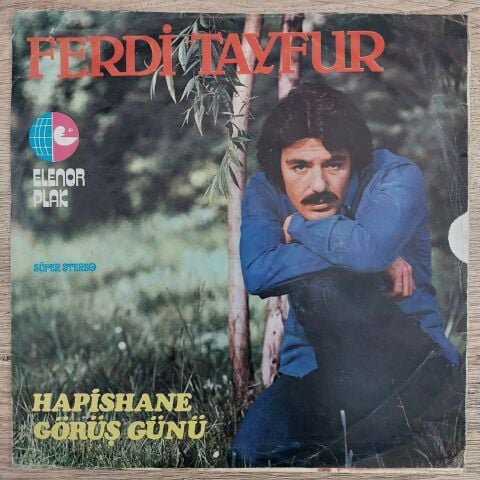 FERDİ TAYFUR
ELENOR
PLAK
SÜPER STEREO
HAPİSHANE
GÖRÜŞ GÜNÜ